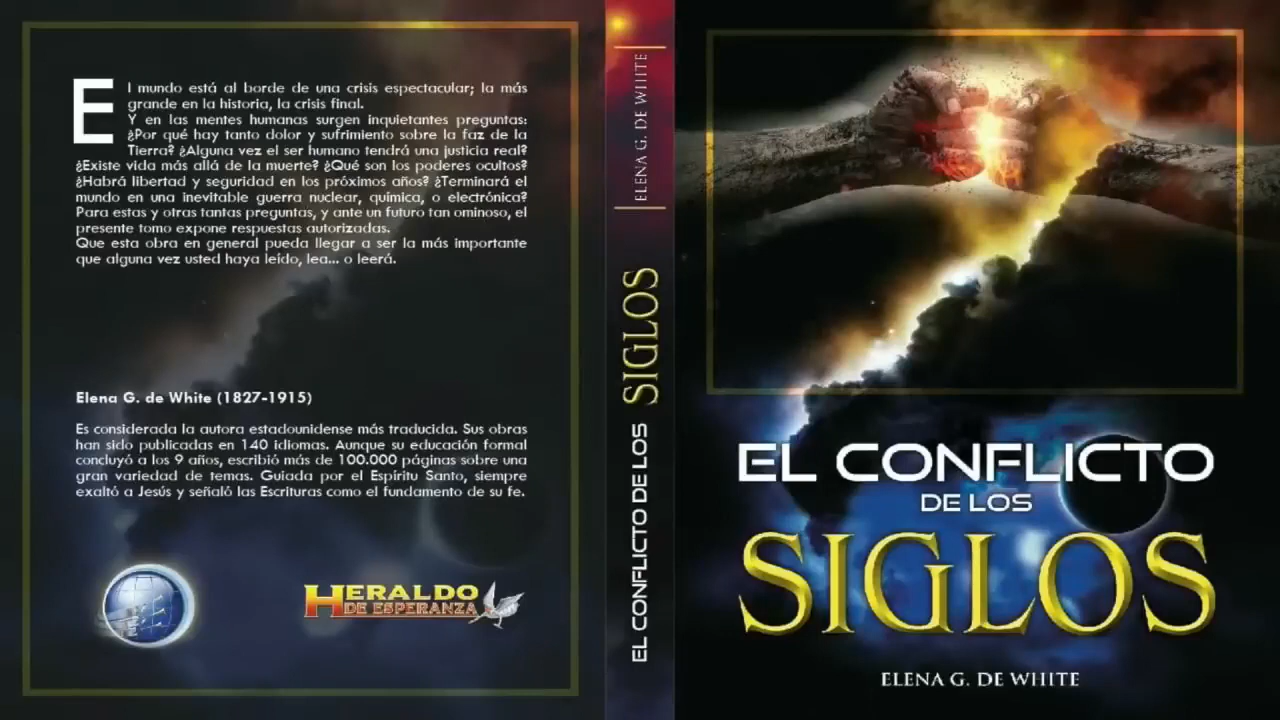 El mundo está al borde de una crisis espectacular; la más
grande en la historia, la crisis final.
Y en las mentes humanas surgen inquietantes preguntas:
¿Por qué hay tanto dolor y sufrimiento sobre la faz de la
Tierra? ¿Alguna vez el ser humano tendrá una justicia real?
¿Existe vida más allá de la muerte? ¿Qué son los poderes ocultos?
¿Habrá libertad y seguridad en los próximos años? ¿Terminará el
mundo en una inevitable guerra nuclear, química, o electrónica?
Para estas y otras tantas preguntas, y ante un futuro tan ominoso, el
presente tomo expone respuestas autorizadas.
Que esta obra en general pueda llegar a ser la más importante
que alguna vez usted haya leído, lea... o leerá.
Elena G. de White (1827-1915)
Es considerada la autora estadounidense más traducida. Sus obras
han sido publicadas en 140 idiomas. Aunque su educación formal
concluyó a los 9 años, escribió más de 100.000 páginas sobre una
gran variedad de temas. Guiada por el Espíritu Santo, siempre
exaltó a Jesús y señaló las Escrituras como el fundamento de su fe.
HERALDO
DE ESPERANZA
ELENA G. DE WHITE
EL CONFLICTO DE LOS SIGLOS
EL CONFLICTO
DE LOS
SIGLOS
ELENA G. DE WHITE